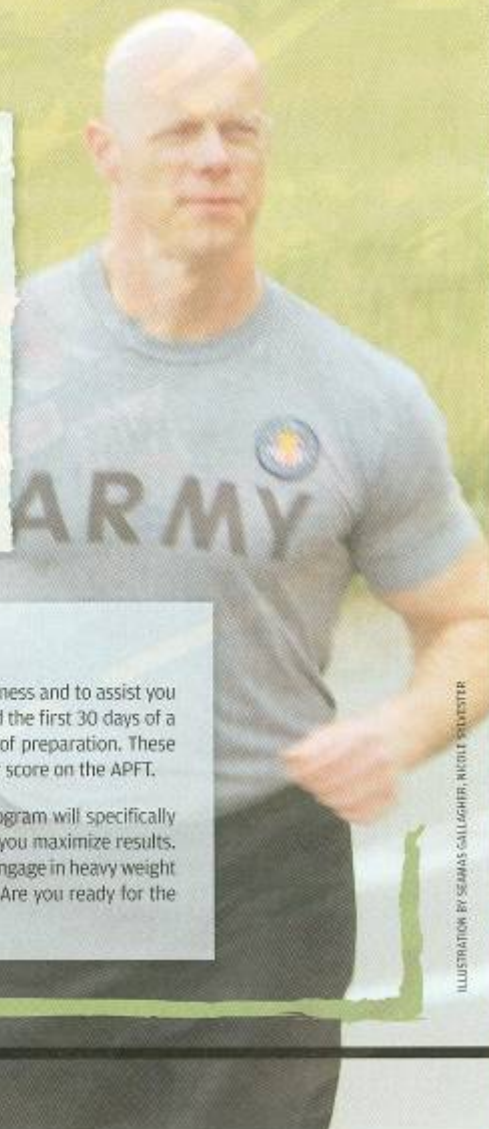 ARMY
ness and to assist you
d the first 30 days of a
of preparation. These
score on the APFT.
ogram will specifically
you maximize results.
ngage in heavy weight
Are you ready for the
ILLUSTRATION BY SEAMAS GALLAGHER, NICOLE SYLVESTER